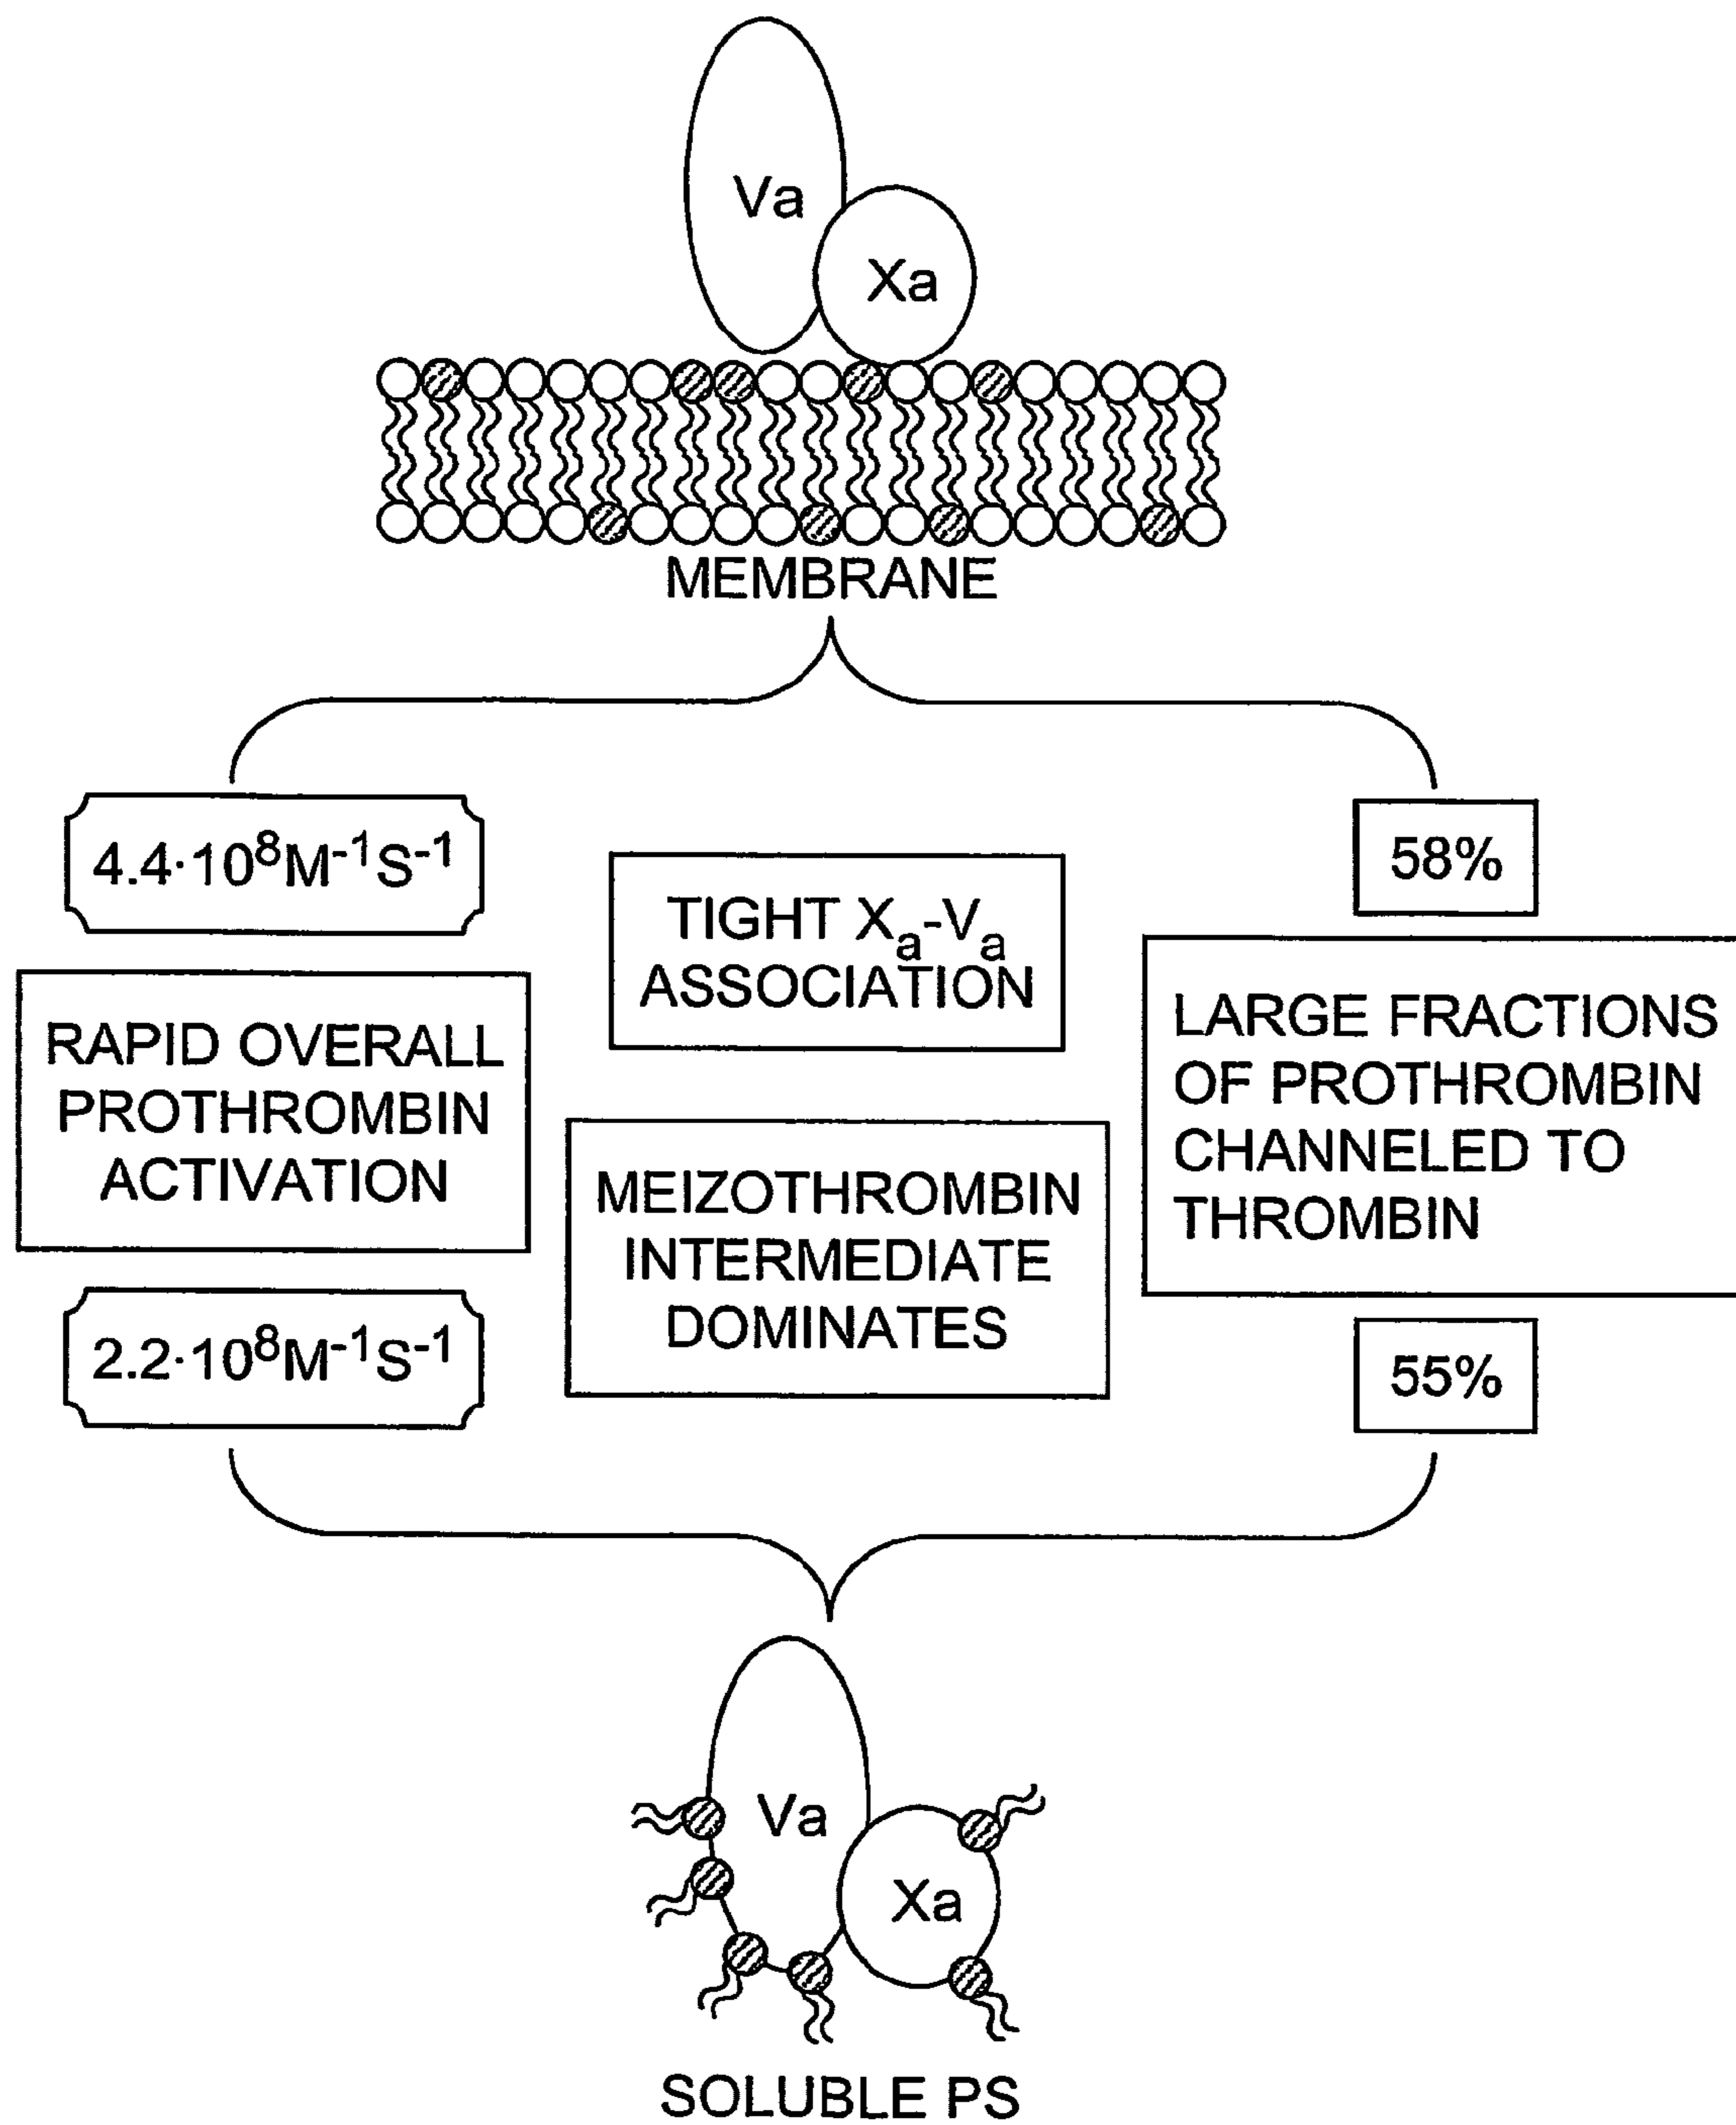 Va
Xa
MEMBRANE
4.4·10⁸M⁻¹S⁻¹
58%
TIGHT Xₐ-Vₐ
ASSOCIATION
RAPID OVERALL
PROTHROMBIN
ACTIVATION
LARGE FRACTIONS
OF PROTHROMBIN
CHANNELED TO
THROMBIN
MEIZOTHROMBIN
INTERMEDIATE
DOMINATES
2.2·10⁸M⁻¹S⁻¹
55%
Va
Xa
SOLUBLE PS